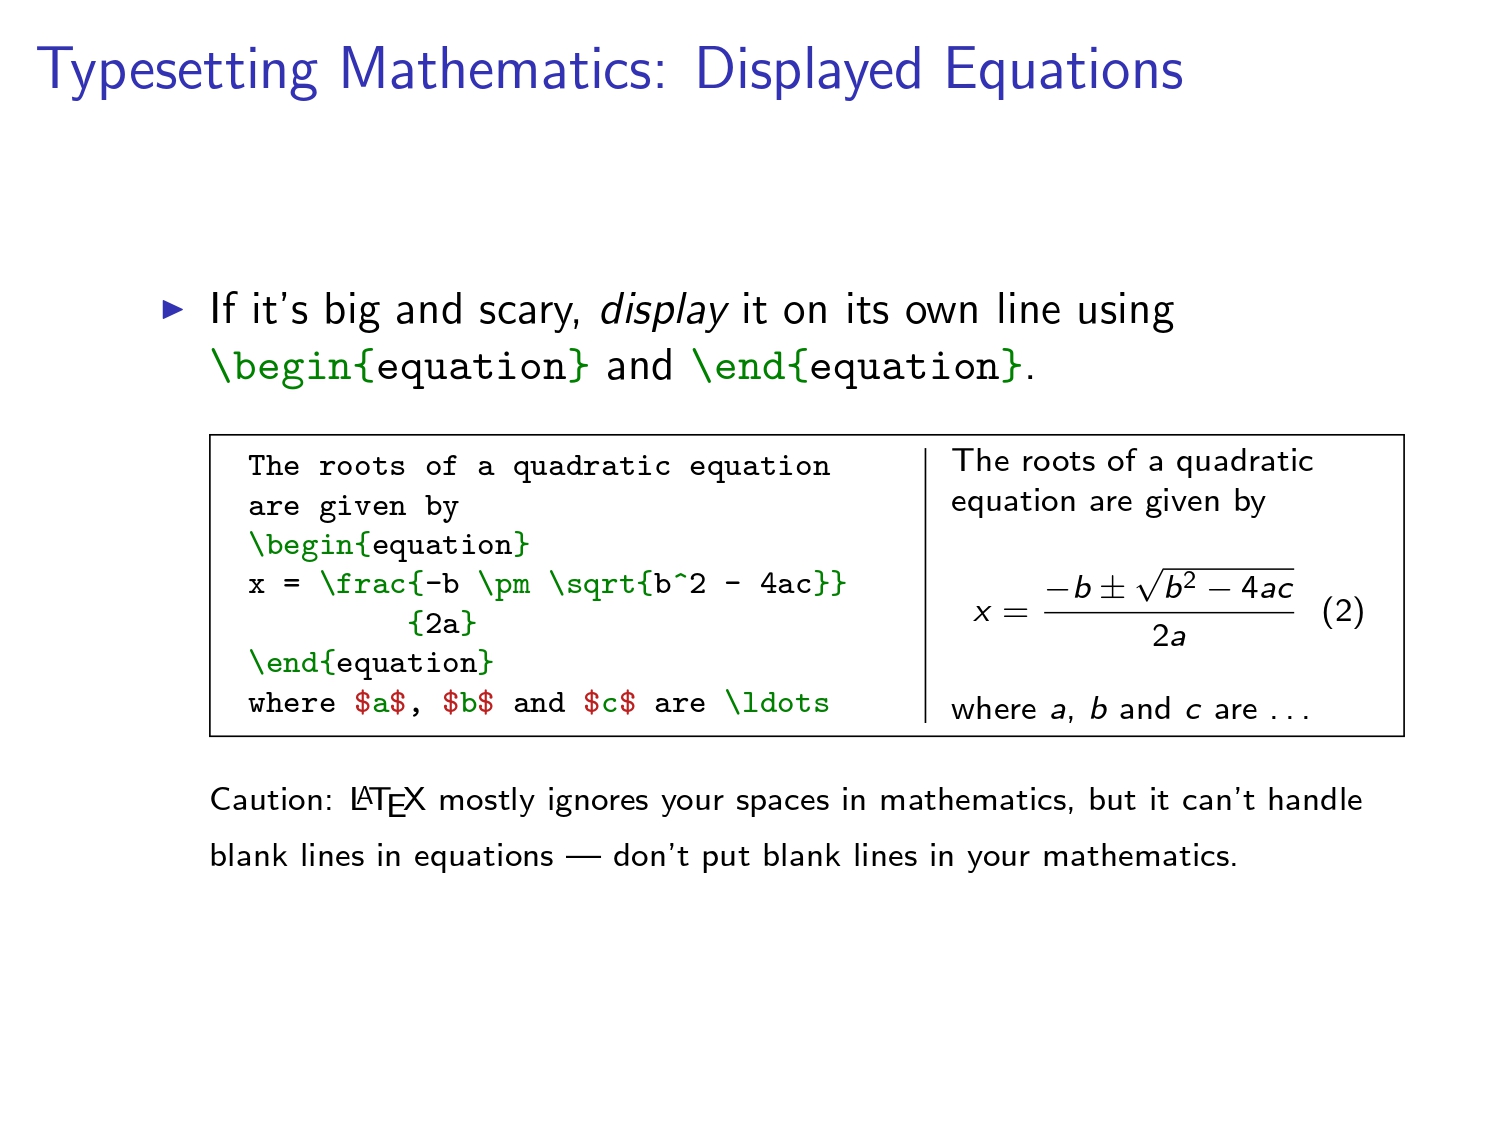 Typesetting Mathematics: Displayed Equations
▶ If it's big and scary, display it on its own line using
\begin{equation} and \end{equation}.
The roots of a quadratic equation
are given by
\begin{equation}
x = \frac{-b \pm \sqrt{b^2 - 4ac}}
{2a}
\end{equation}
where $a$, $b$ and $c$ are \ldots
The roots of a quadratic
equation are given by
x = (−b ± √(b² − 4ac)) / 2a (2)
where a, b and c are . . .
Caution: LATEX mostly ignores your spaces in mathematics, but it can't handle
blank lines in equations — don't put blank lines in your mathematics.